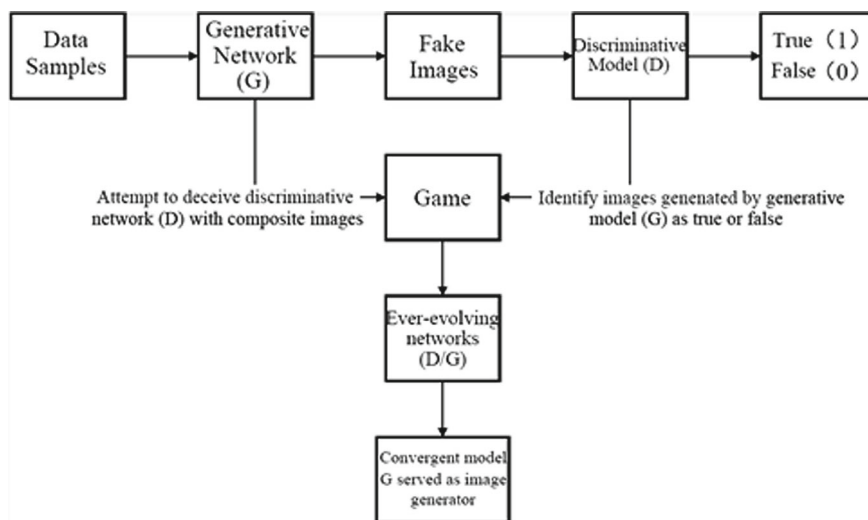 Data
Samples
Generative
Network
(G)
Fake
Images
Discriminative
Model (D)
True（1）
False（0）
Attempt to deceive discriminative
network (D) with composite images
Game
Identify images genenated by generative
model (G) as true or false
Ever-evolving
networks
(D/G)
Convergent model
G served as image
generator